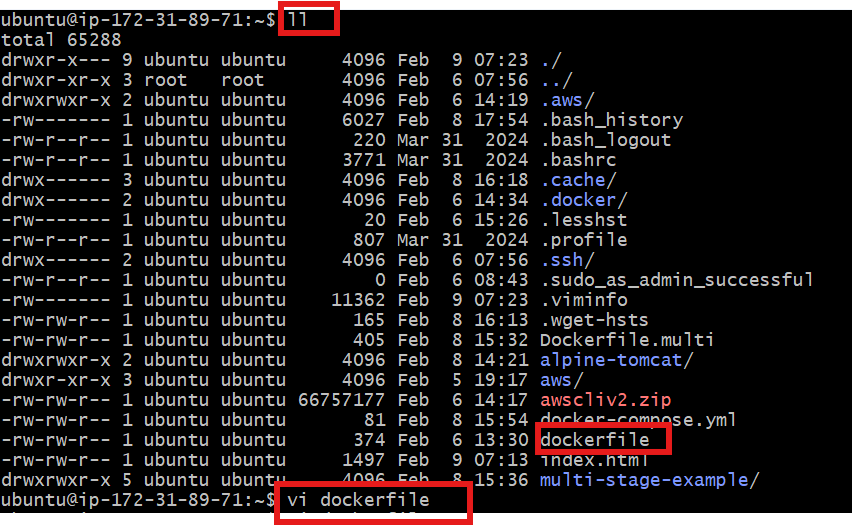 ubuntu@ip-172-31-89-71:~$ ll
total 65288
drwxr-x--- 9 ubuntu ubuntu     4096 Feb  9 07:23 ./
drwxr-xr-x 3 root   root       4096 Feb  6 07:56 ../
drwxrwxr-x 2 ubuntu ubuntu     4096 Feb  6 14:19 .aws/
-rw------- 1 ubuntu ubuntu     6027 Feb  8 17:54 .bash_history
-rw-r--r-- 1 ubuntu ubuntu      220 Mar 31  2024 .bash_logout
-rw-r--r-- 1 ubuntu ubuntu     3771 Mar 31  2024 .bashrc
drwx------ 3 ubuntu ubuntu     4096 Feb  8 16:18 .cache/
drwx------ 2 ubuntu ubuntu     4096 Feb  6 14:34 .docker/
-rw------- 1 ubuntu ubuntu       20 Feb  6 15:26 .lesshst
-rw-r--r-- 1 ubuntu ubuntu      807 Mar 31  2024 .profile
drwx------ 2 ubuntu ubuntu     4096 Feb  6 07:56 .ssh/
-rw-r--r-- 1 ubuntu ubuntu        0 Feb  6 08:43 .sudo_as_admin_successful
-rw------- 1 ubuntu ubuntu    11362 Feb  9 07:23 .viminfo
-rw-rw-r-- 1 ubuntu ubuntu      165 Feb  8 16:13 .wget-hsts
-rw-rw-r-- 1 ubuntu ubuntu      405 Feb  8 15:32 Dockerfile.multi
drwxrwxr-x 2 ubuntu ubuntu     4096 Feb  8 14:21 alpine-tomcat/
drwxr-xr-x 3 ubuntu ubuntu     4096 Feb  5 19:17 aws/
-rw-rw-r-- 1 ubuntu ubuntu 66757177 Feb  6 14:17 awscliv2.zip
-rw-rw-r-- 1 ubuntu ubuntu       81 Feb  8 15:54 docker-compose.yml
-rw-rw-r-- 1 ubuntu ubuntu      374 Feb  6 13:30 dockerfile
-rw-rw-r-- 1 ubuntu ubuntu     1497 Feb  9 07:13 index.html
drwxrwxr-x 5 ubuntu ubuntu     4096 Feb  8 15:36 multi-stage-example/
ubuntu@ip-172-31-89-71:~$ vi dockerfile